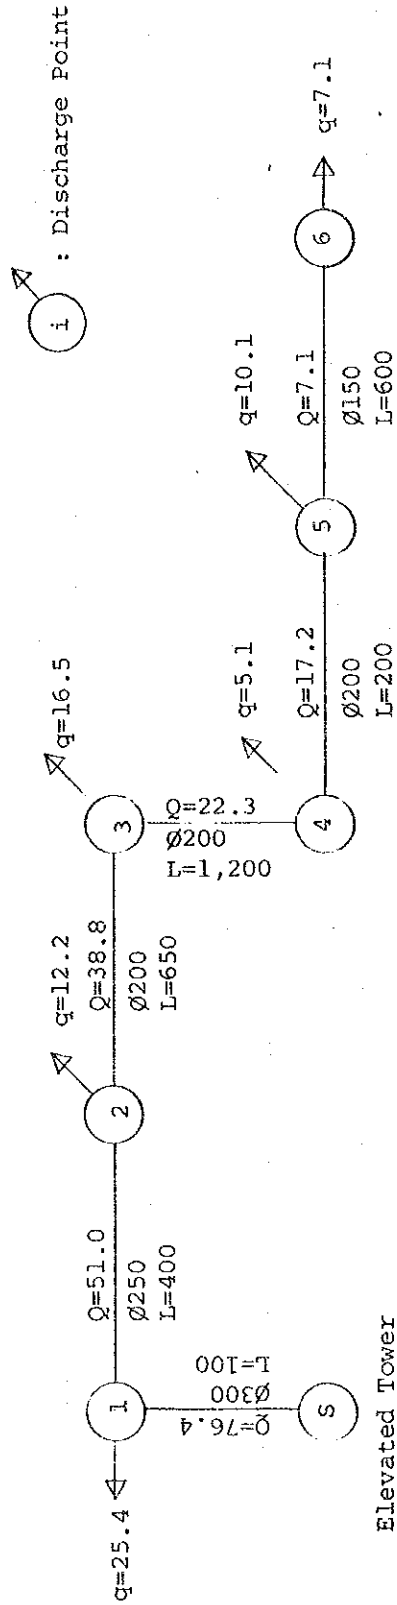 i : Discharge Point
q=25.4
1
Q=51.0
Ø250
L=400
q=12.2
2
Q=38.8
Ø200
L=650
q=16.5
3
Q=22.3
Ø200
L=1,200
q=5.1
4
Q=17.2
Ø200
L=200
q=10.1
5
Q=7.1
Ø150
L=600
6
q=7.1
Q=76.4
Ø300
L=100
S
Elevated Tower